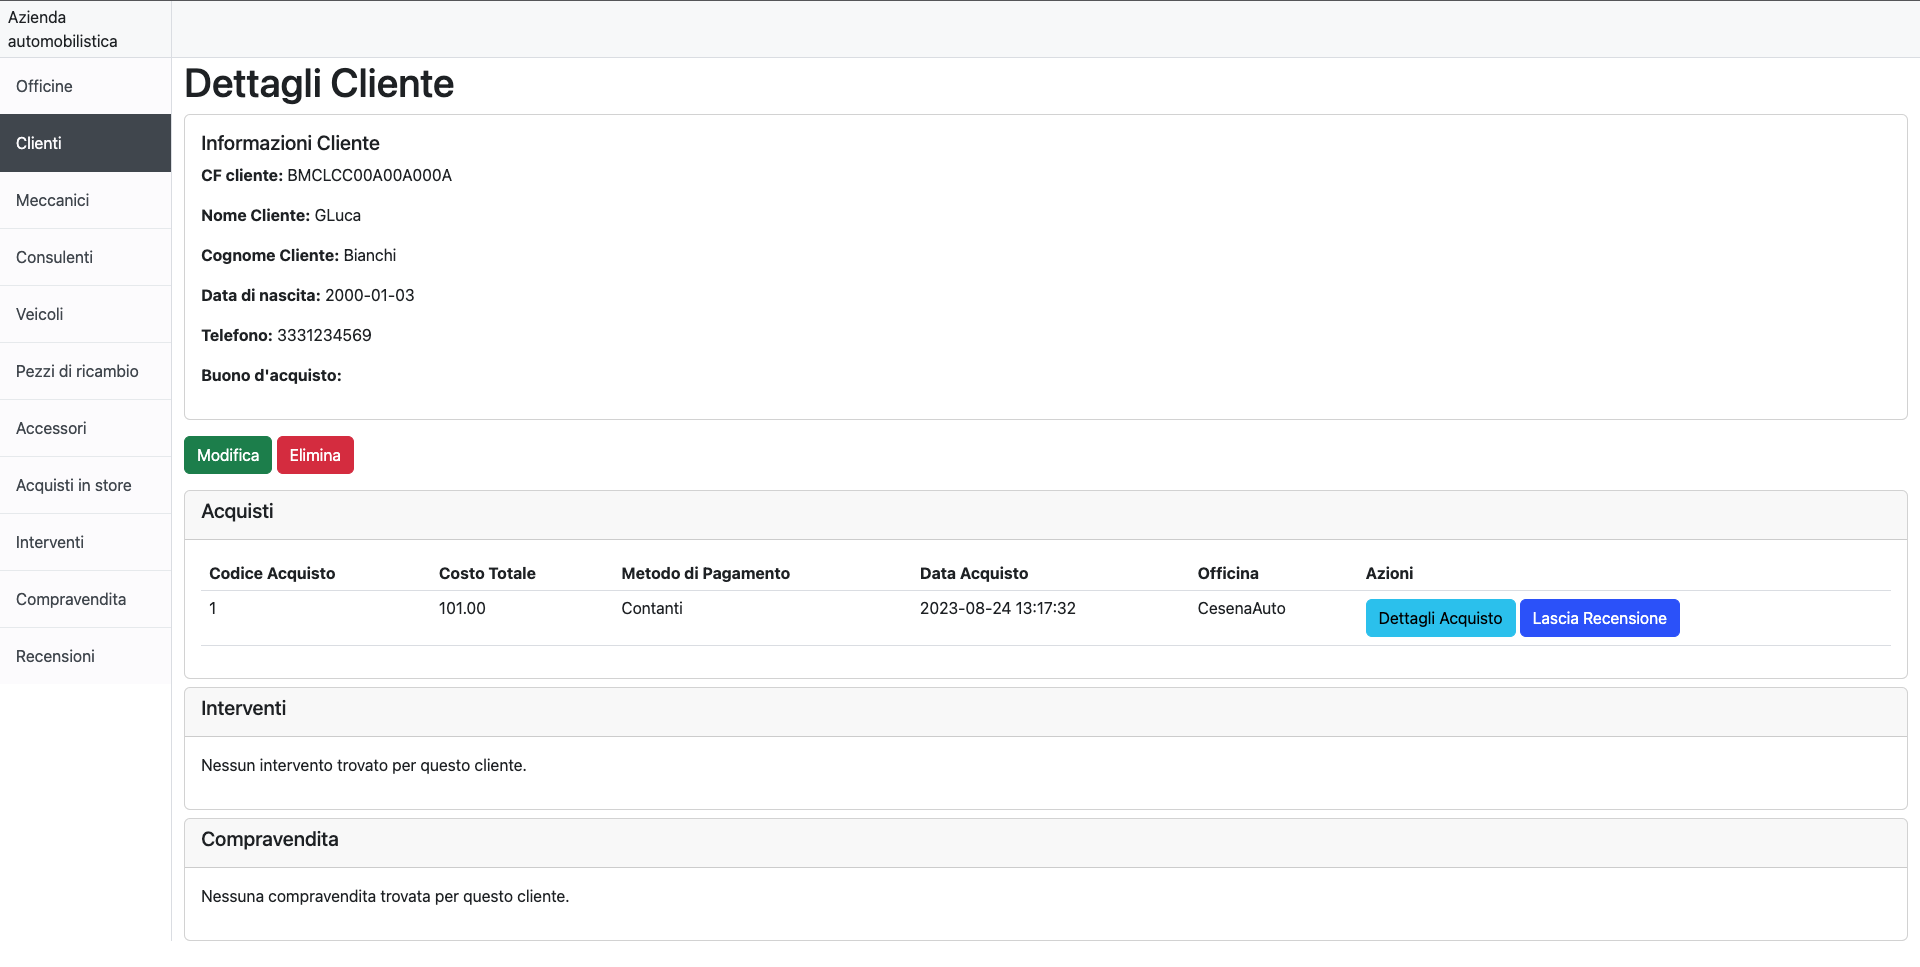 Azienda
automobilistica
Officine
Clienti
Meccanici
Consulenti
Veicoli
Pezzi di ricambio
Accessori
Acquisti in store
Interventi
Compravendita
Recensioni
Dettagli Cliente
Informazioni Cliente
CF cliente: BMCLCC00A00A000A
Nome Cliente: GLuca
Cognome Cliente: Bianchi
Data di nascita: 2000-01-03
Telefono: 3331234569
Buono d'acquisto:
Modifica Elimina
Acquisti
Codice Acquisto Costo Totale Metodo di Pagamento Data Acquisto Officina Azioni
1 101.00 Contanti 2023-08-24 13:17:32 CesenaAuto Dettagli Acquisto Lascia Recensione
Interventi
Nessun intervento trovato per questo cliente.
Compravendita
Nessuna compravendita trovata per questo cliente.